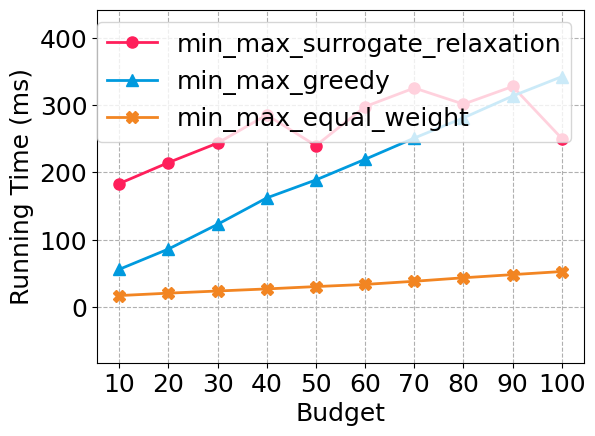 400
300
200
100
0
Running Time (ms)
min_max_surrogate_relaxation
min_max_greedy
min_max_equal_weight
10 20 30 40 50 60 70 80 90 100
Budget